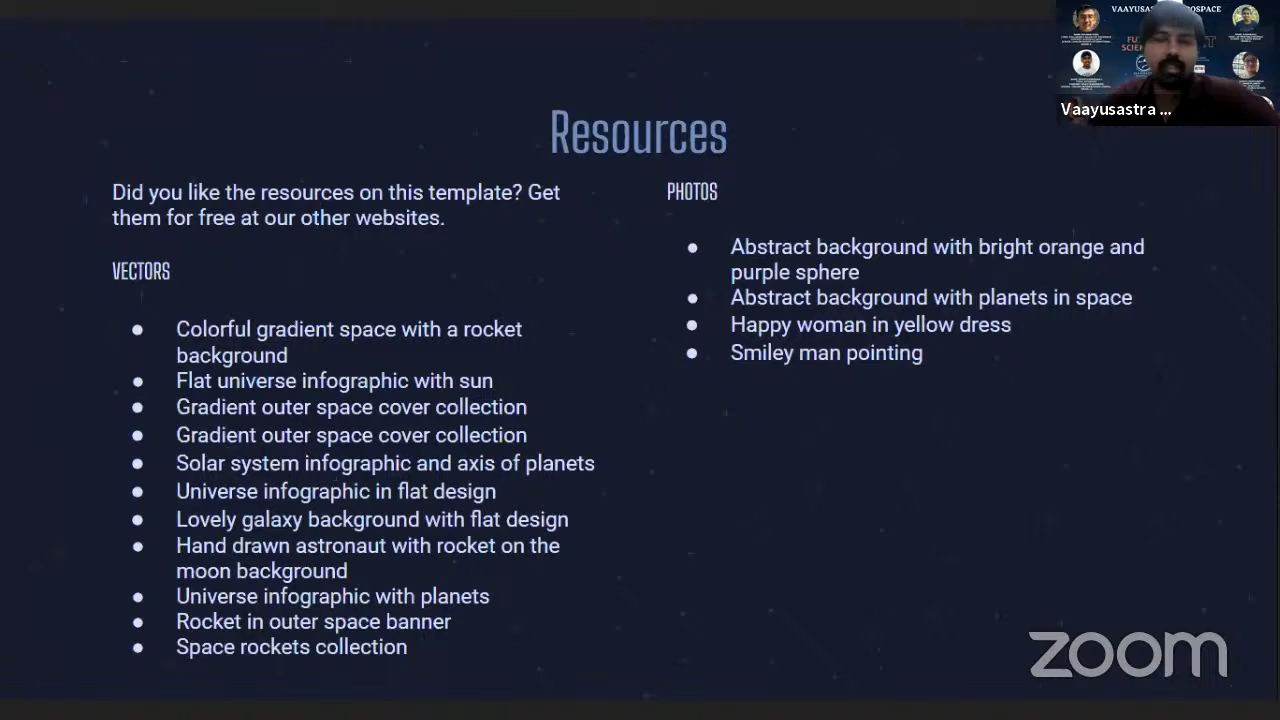 Resources
Did you like the resources on this template? Get
them for free at our other websites.
VECTORS
● Colorful gradient space with a rocket
background
● Flat universe infographic with sun
● Gradient outer space cover collection
● Gradient outer space cover collection
● Solar system infographic and axis of planets
● Universe infographic in flat design
● Lovely galaxy background with flat design
● Hand drawn astronaut with rocket on the
moon background
● Universe infographic with planets
● Rocket in outer space banner
● Space rockets collection
PHOTOS
● Abstract background with bright orange and
purple sphere
● Abstract background with planets in space
● Happy woman in yellow dress
● Smiley man pointing
Vaayusastra ...
zoom